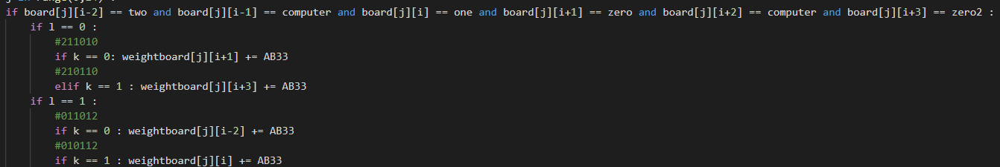 if board[j][i-2] == two and board[j][i-1] == computer and board[j][i] == one and board[j][i+1] == zero and board[j][i+2] == computer and board[j][i+3] == zero2 :
if l == 0 :
#211010
if k == 0: weightboard[j][i+1] += AB33
#210110
elif k == 1 : weightboard[j][i+3] += AB33
if l == 1 :
#011012
if k == 0 : weightboard[j][i-2] += AB33
#010112
if k == 1 : weightboard[j][i] += AB33